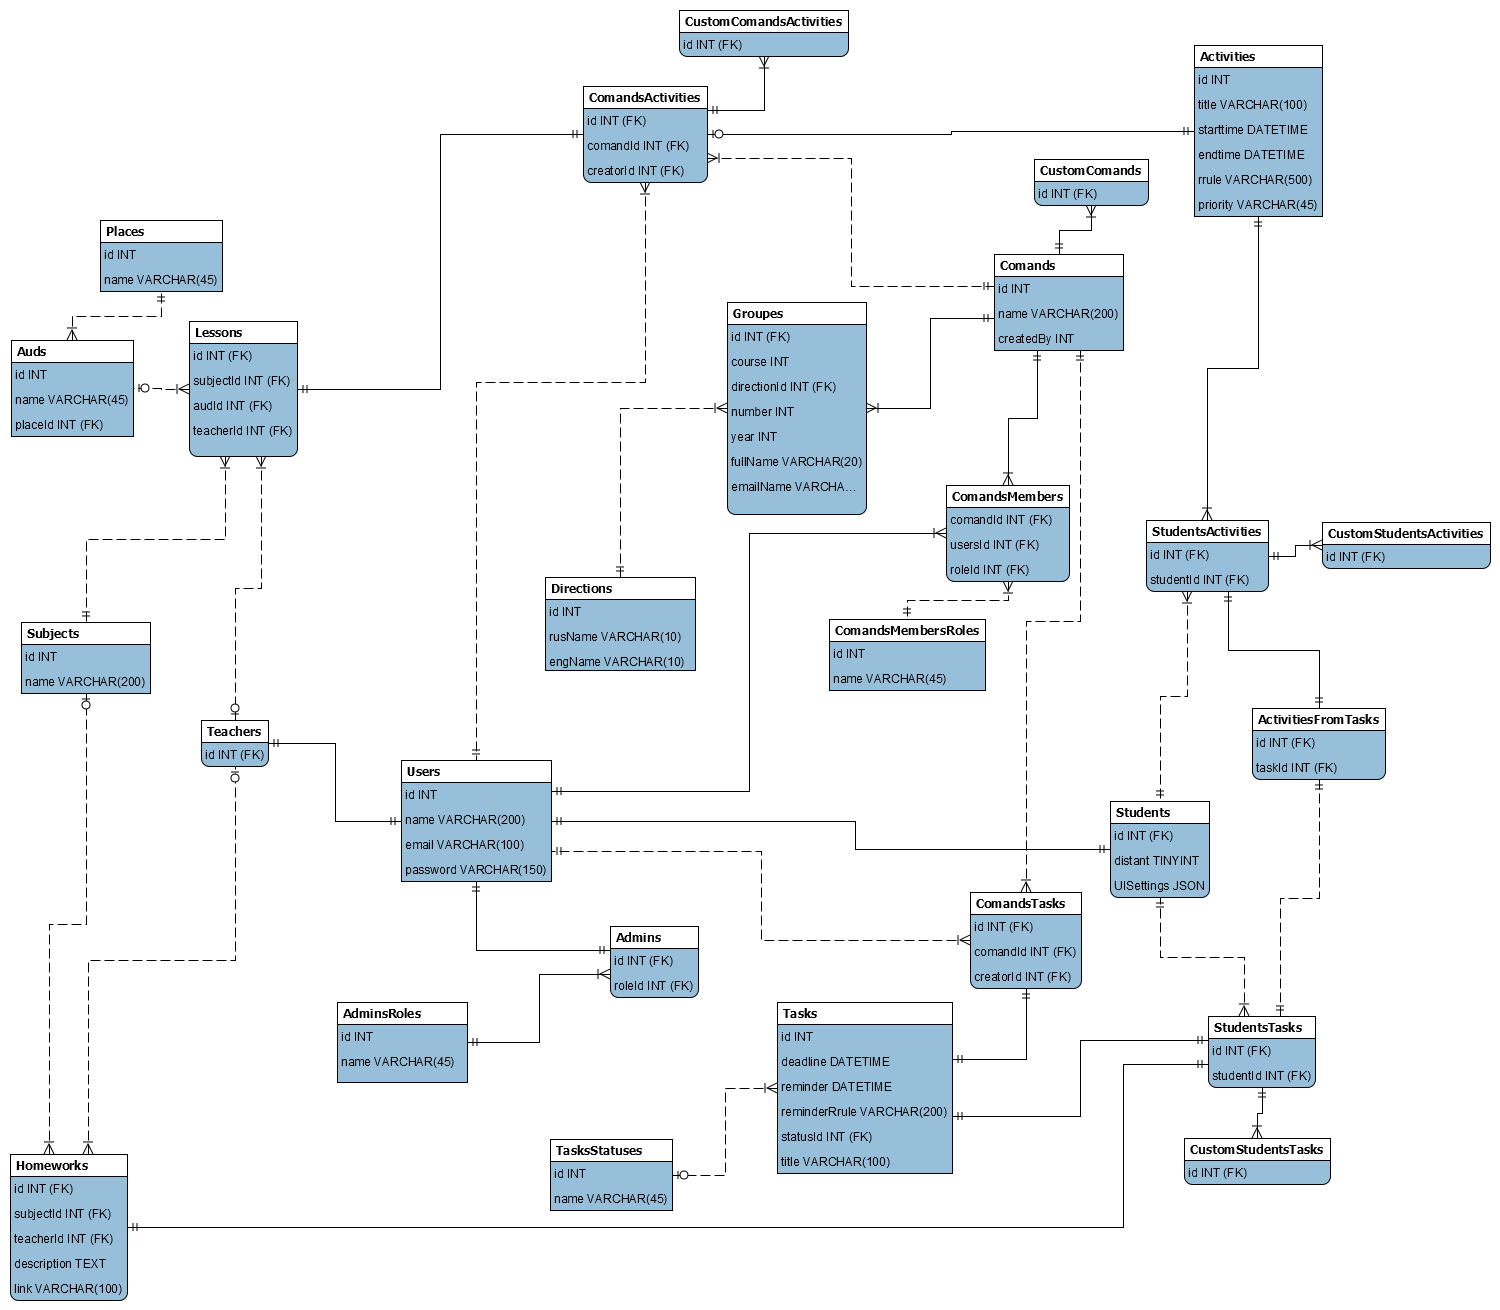 CustomComandsActivities
id INT (FK)
Activities
id INT
title VARCHAR(100)
starttime DATETIME
endtime DATETIME
rrule VARCHAR(500)
priority VARCHAR(45)
ComandsActivities
id INT (FK)
comandId INT (FK)
creatorId INT (FK)
CustomComands
id INT (FK)
Places
id INT
name VARCHAR(45)
Comands
id INT
name VARCHAR(200)
createdBy INT
Groupes
id INT (FK)
course INT
directionId INT (FK)
number INT
year INT
fullName VARCHAR(20)
emailName VARCHA...
Lessons
id INT (FK)
subjectId INT (FK)
audId INT (FK)
teacherId INT (FK)
Auds
id INT
name VARCHAR(45)
placeId INT (FK)
ComandsMembers
comandId INT (FK)
usersId INT (FK)
roleId INT (FK)
StudentsActivities
id INT (FK)
studentId INT (FK)
CustomStudentsActivities
id INT (FK)
Directions
id INT
rusName VARCHAR(10)
engName VARCHAR(10)
ComandsMembersRoles
id INT
name VARCHAR(45)
Subjects
id INT
name VARCHAR(200)
Teachers
id INT (FK)
ActivitiesFromTasks
id INT (FK)
taskId INT (FK)
Users
id INT
name VARCHAR(200)
email VARCHAR(100)
password VARCHAR(150)
Students
id INT (FK)
distant TINYINT
UISettings JSON
ComandsTasks
id INT (FK)
comandId INT (FK)
creatorId INT (FK)
Admins
id INT (FK)
roleId INT (FK)
AdminsRoles
id INT
name VARCHAR(45)
Tasks
id INT
deadline DATETIME
reminder DATETIME
reminderRrule VARCHAR(200)
statusId INT (FK)
title VARCHAR(100)
StudentsTasks
id INT (FK)
studentId INT (FK)
TasksStatuses
id INT
name VARCHAR(45)
CustomStudentsTasks
id INT (FK)
Homeworks
id INT (FK)
subjectId INT (FK)
teacherId INT (FK)
description TEXT
link VARCHAR(100)